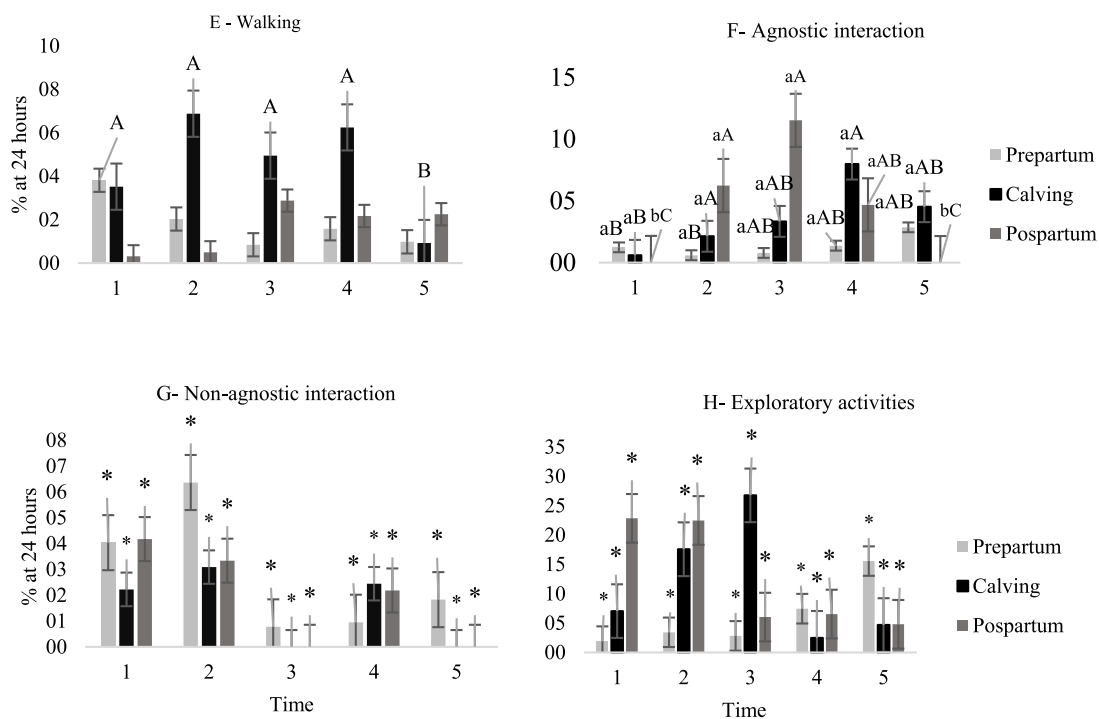 E - Walking
10
08
06
04
02
00
% at 24 hours
A
A
A
A
B
1 2 3 4 5
F- Agnostic interaction
15
10
05
00
aB aB bC
aB aA aA
aAB aAB aA
aAB aA aAB
aAB aAB bC
1 2 3 4 5
Prepartum
Calving
Pospartum
G- Non-agnostic interaction
08
07
06
05
04
03
02
01
00
% at 24 hours
* * *
* * *
* * *
* * *
* * *
1 2 3 4 5
Time
H- Exploratory activities
35
30
25
20
15
10
05
00
* * *
* * *
* * *
* * *
* * *
1 2 3 4 5
Time
Prepartum
Calving
Pospartum